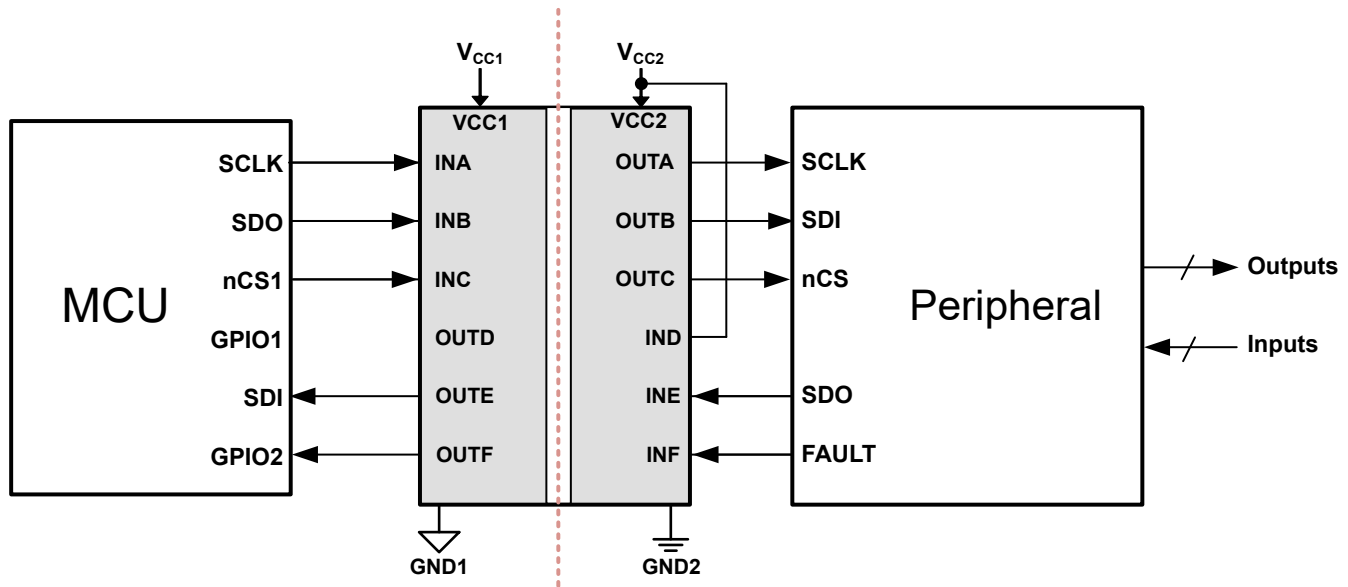 VCC1
VCC2
VCC1
VCC2
MCU
SCLK
INA
OUTA
SCLK
SDO
INB
OUTB
SDI
nCS1
INC
OUTC
nCS
GPIO1
OUTD
IND
SDI
OUTE
INE
SDO
GPIO2
OUTF
INF
FAULT
Peripheral
Outputs
Inputs
GND1
GND2